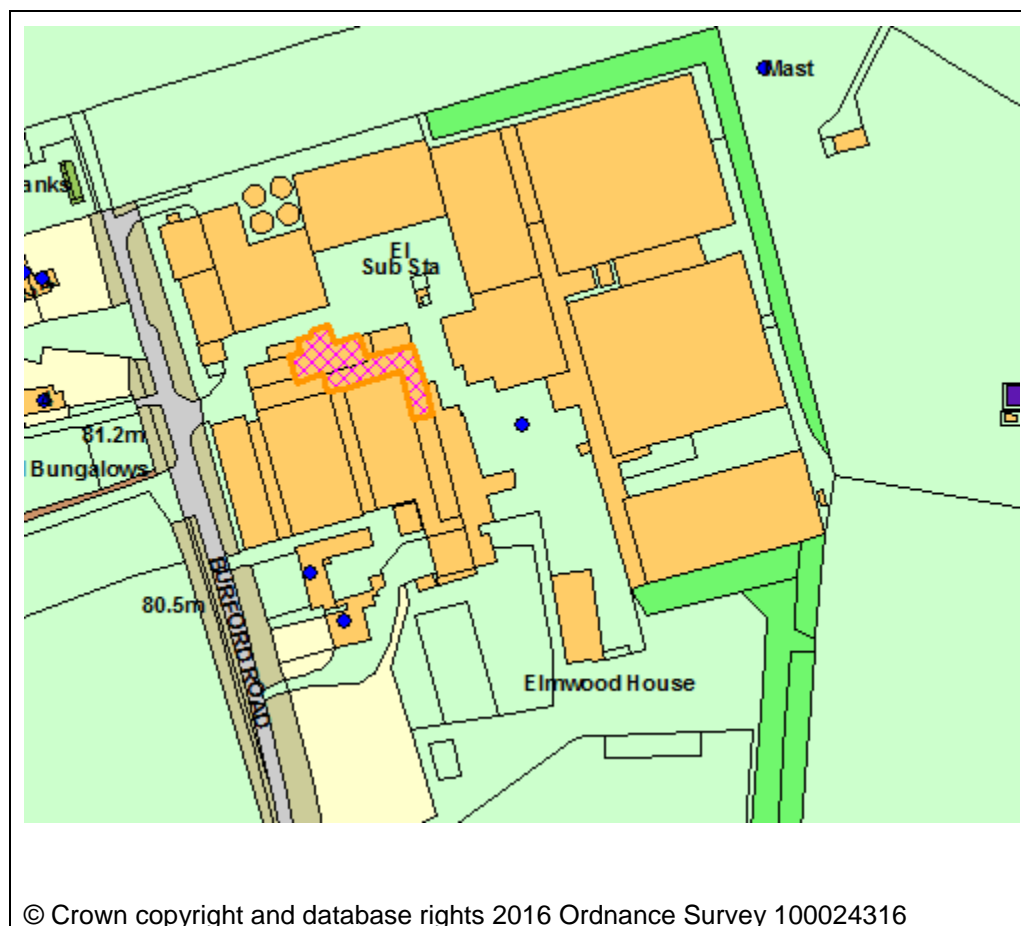 Mast
anks
El
Sub Sta
81.2m
l Bungalows
80.5m
BURFORD ROAD
Elmwood House
© Crown copyright and database rights 2016 Ordnance Survey 100024316